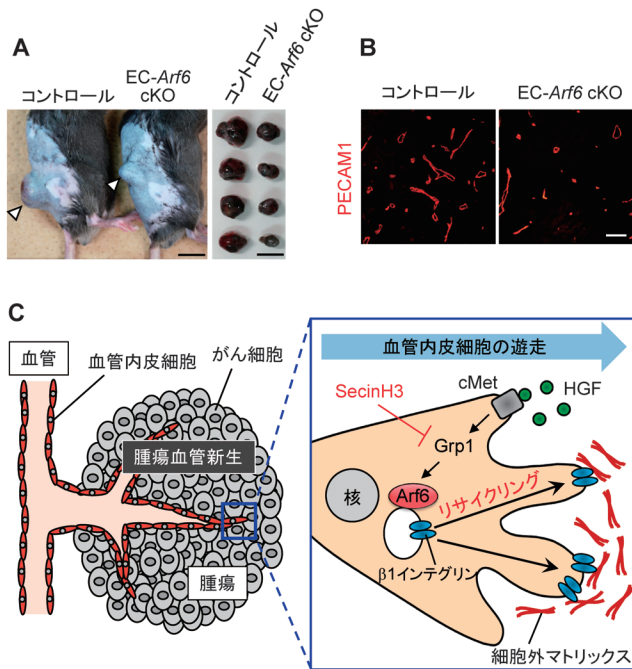 A
コントロール
EC-Arf6
cKO
コントロール
EC-Arf6 cKO
B
コントロール
EC-Arf6 cKO
PECAM1
C
血管
血管内皮細胞
がん細胞
腫瘍血管新生
腫瘍
血管内皮細胞の遊走
SecinH3
cMet
HGF
Grp1
核
Arf6
リサイクリング
β1インテグリン
細胞外マトリックス